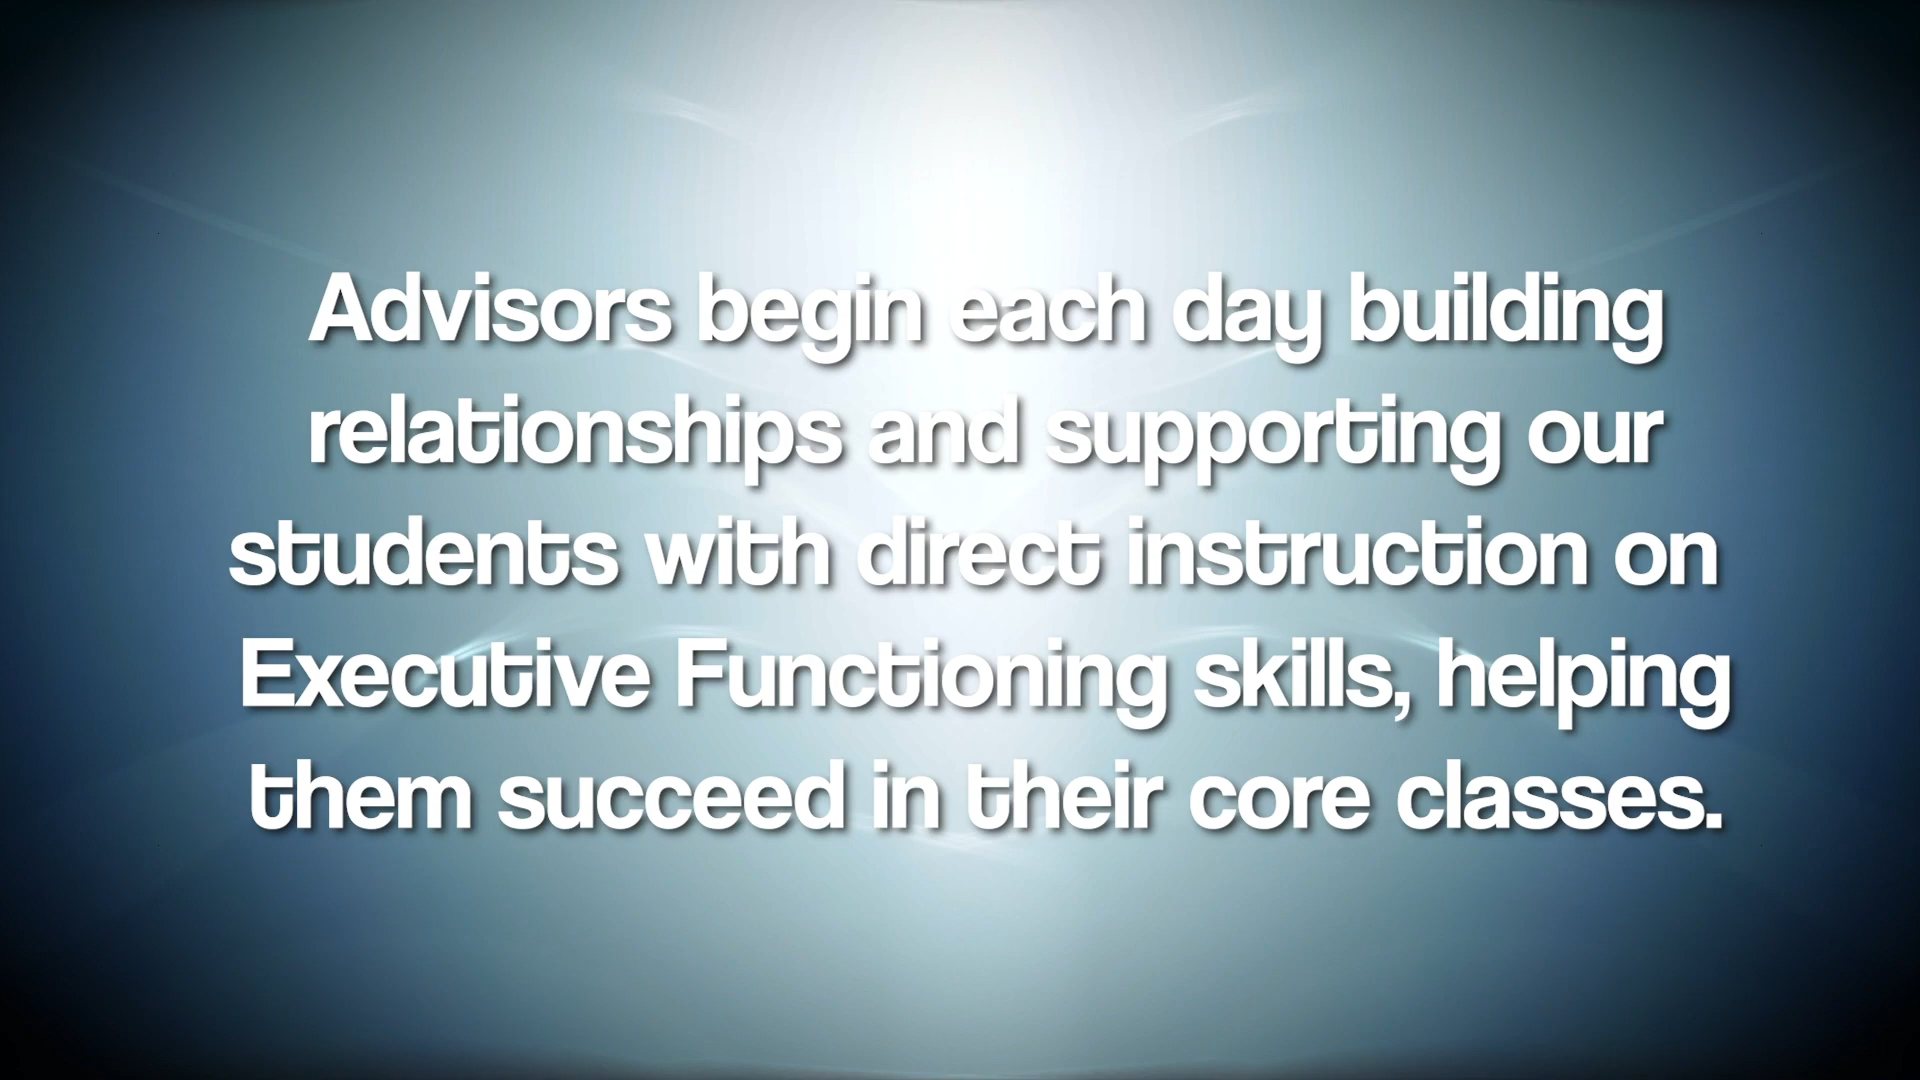 Advisors begin each day building
relationships and supporting our
students with direct instruction on
Executive Functioning skills, helping
them succeed in their core classes.